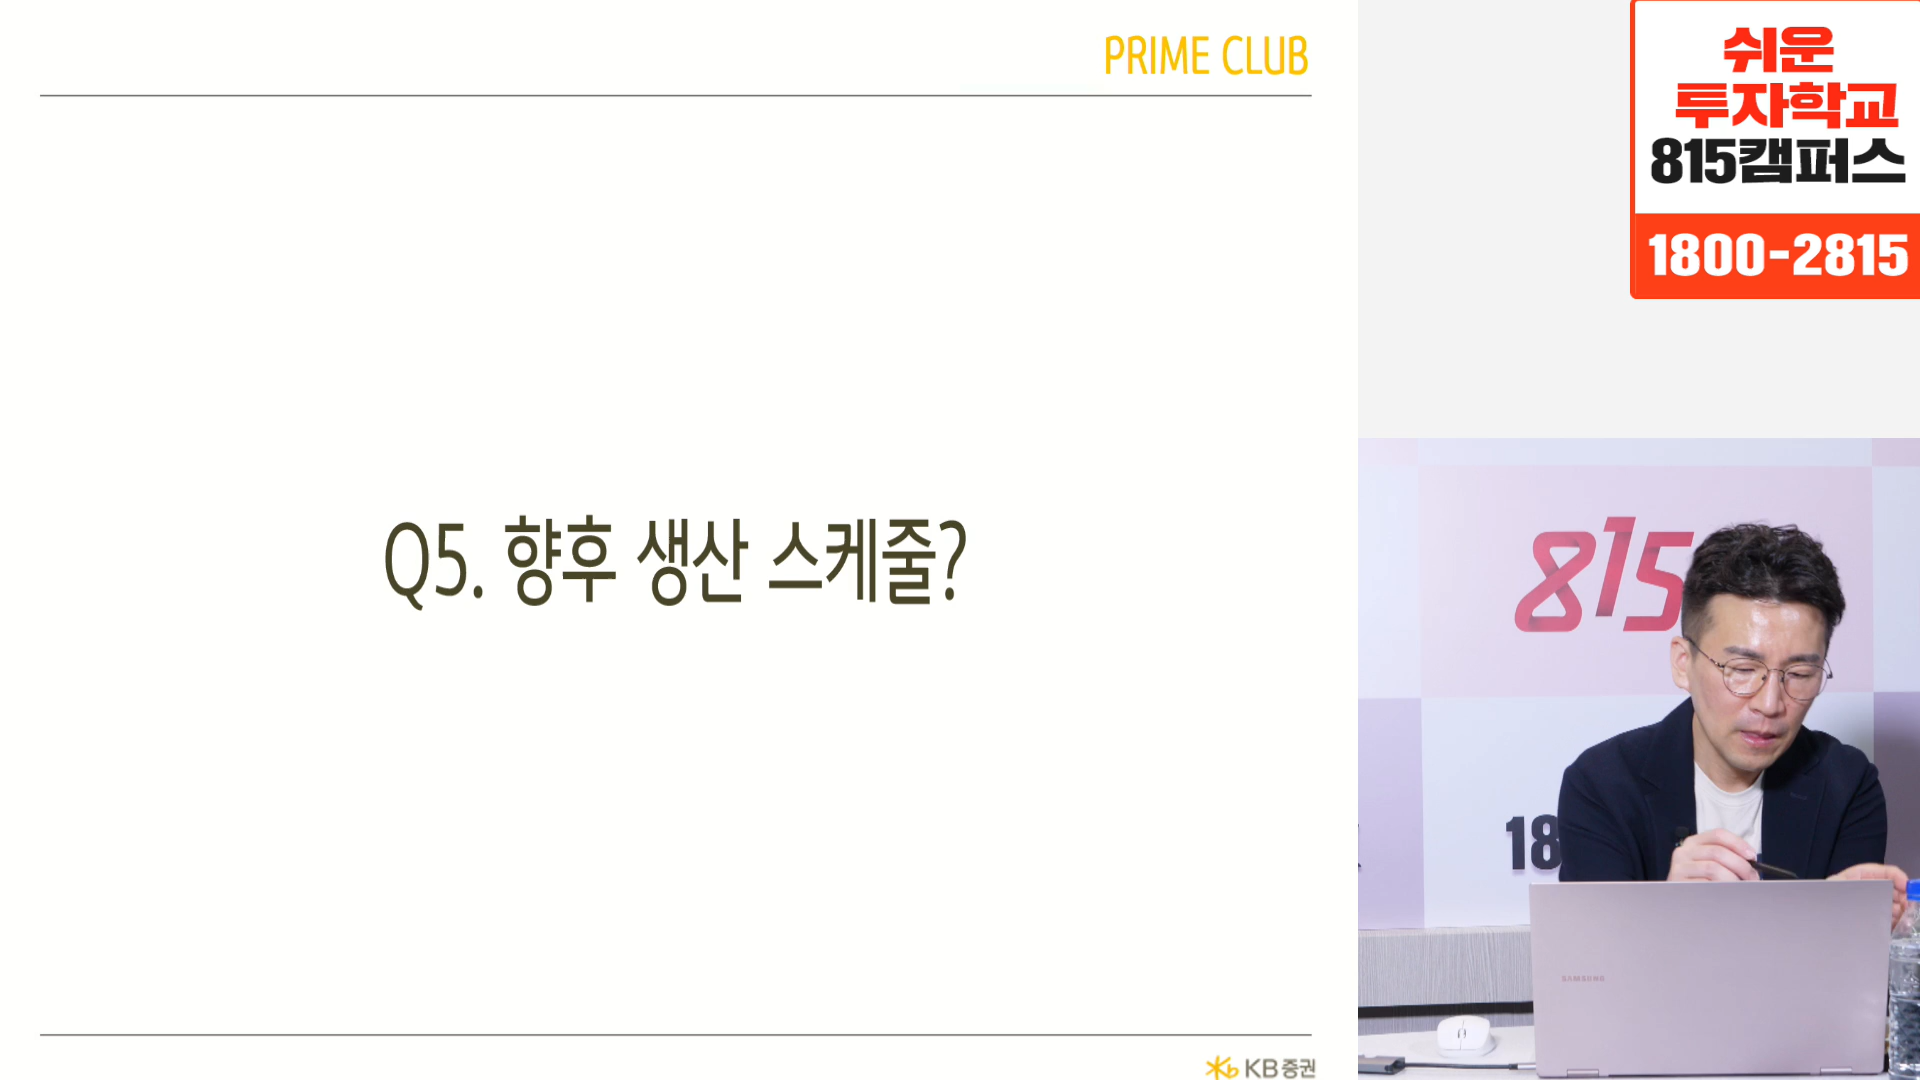 PRIME CLUB
Q5. 향후 생산 스케줄?
KB증권
쉬운
투자학교
815캠퍼스
1800-2815
815
18
SAMSUNG